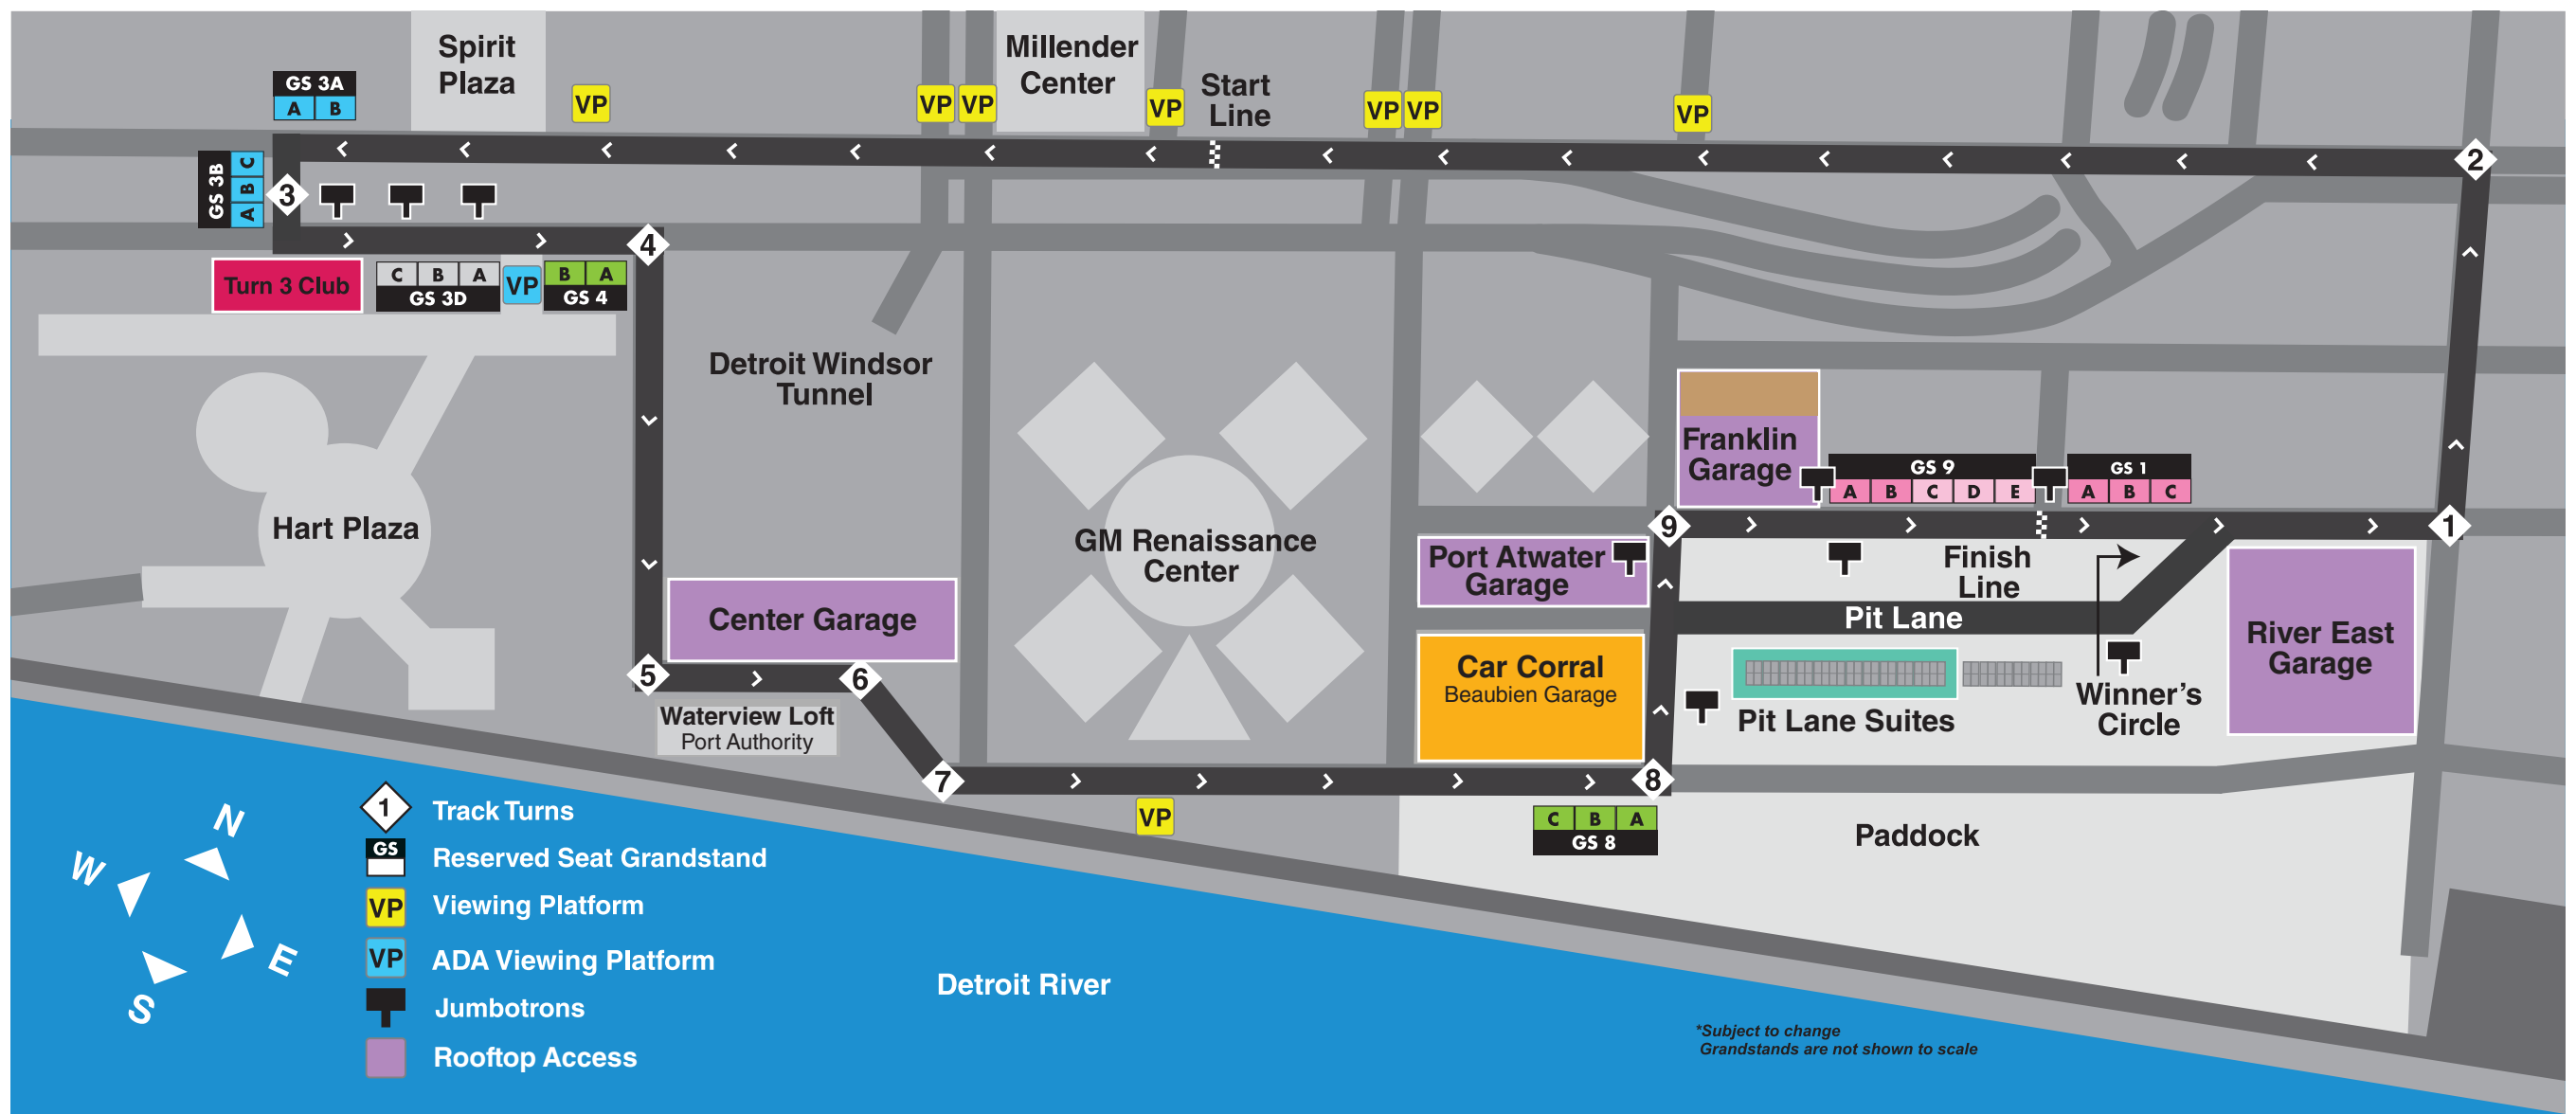 Spirit
Plaza
Millender
Center
Start
Line
GS 3A
A B
VP
VP
VP
VP
VP
VP
VP
2
GS 3B
A B C
3
4
Turn 3 Club
C B A
GS 3D
VP
B A
GS 4
Detroit Windsor
Tunnel
Franklin
Garage
GS 9
A B C D E
GS 1
A B C
Hart Plaza
GM Renaissance
Center
9
1
Port Atwater
Garage
Finish
Line
Pit Lane
Center Garage
River East
Garage
5
6
Car Corral
Beaubien Garage
Waterview Loft
Port Authority
Pit Lane Suites
Winner's
Circle
7
8
VP
C B A
GS 8
Paddock
N
W
E
S
1
Track Turns
GS
Reserved Seat Grandstand
VP
Viewing Platform
VP
ADA Viewing Platform
Jumbotrons
Rooftop Access
Detroit River
*Subject to change
Grandstands are not shown to scale